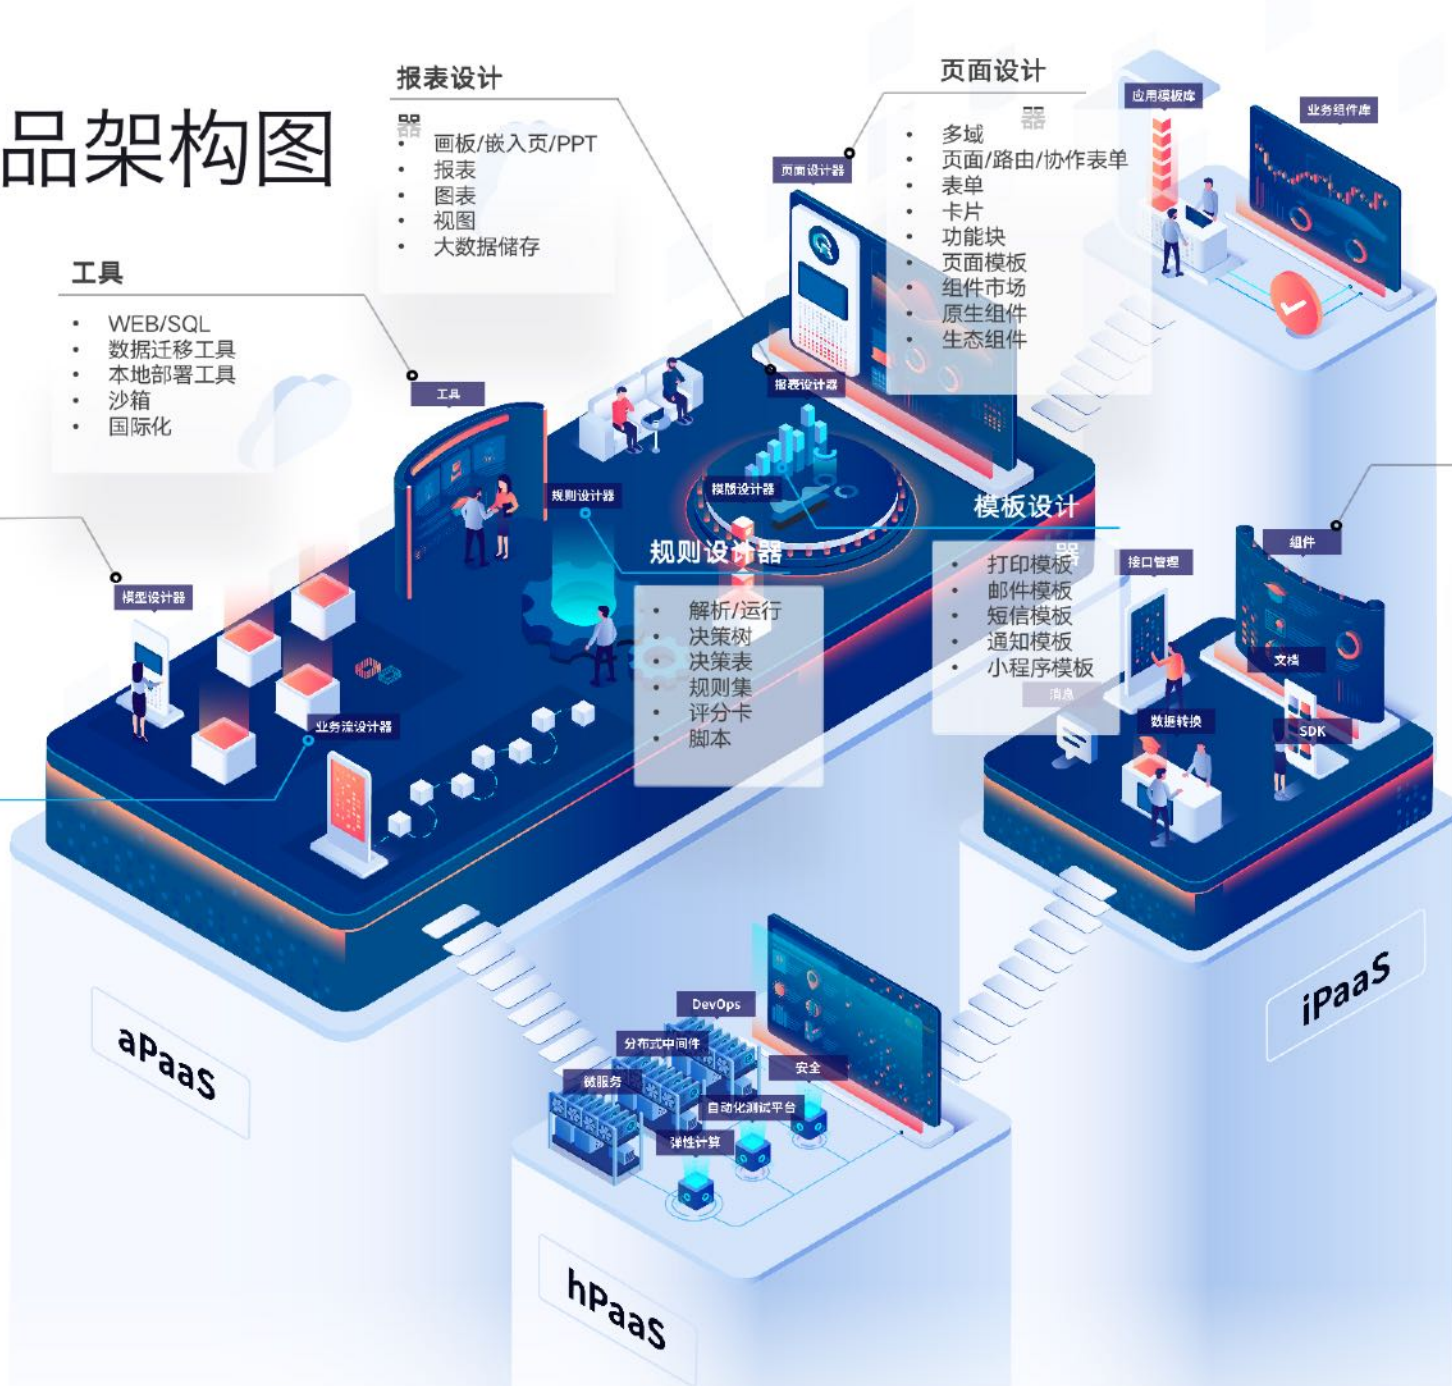 品架构图
报表设计
器
画板/嵌入页/PPT
报表
图表
视图
大数据储存
页面设计
器
多域
页面/路由/协作表单
表单
卡片
功能块
页面模板
组件市场
原生组件
生态组件
应用模板库
业务组件库
页面设计器
工具
WEB/SQL
数据迁移工具
本地部署工具
沙箱
国际化
工具
报表设计器
规则设计器
模版设计器
模板设计
器
打印模板
邮件模板
短信模板
通知模板
小程序模板
规则设计器
解析/运行
决策树
决策表
规则集
评分卡
脚本
模型设计器
业务流设计器
组件
接口管理
文档
消息
数据转换
SDK
aPaaS
iPaaS
DevOps
分布式中间件
微服务
安全
自动化测试平台
弹性计算
hPaaS